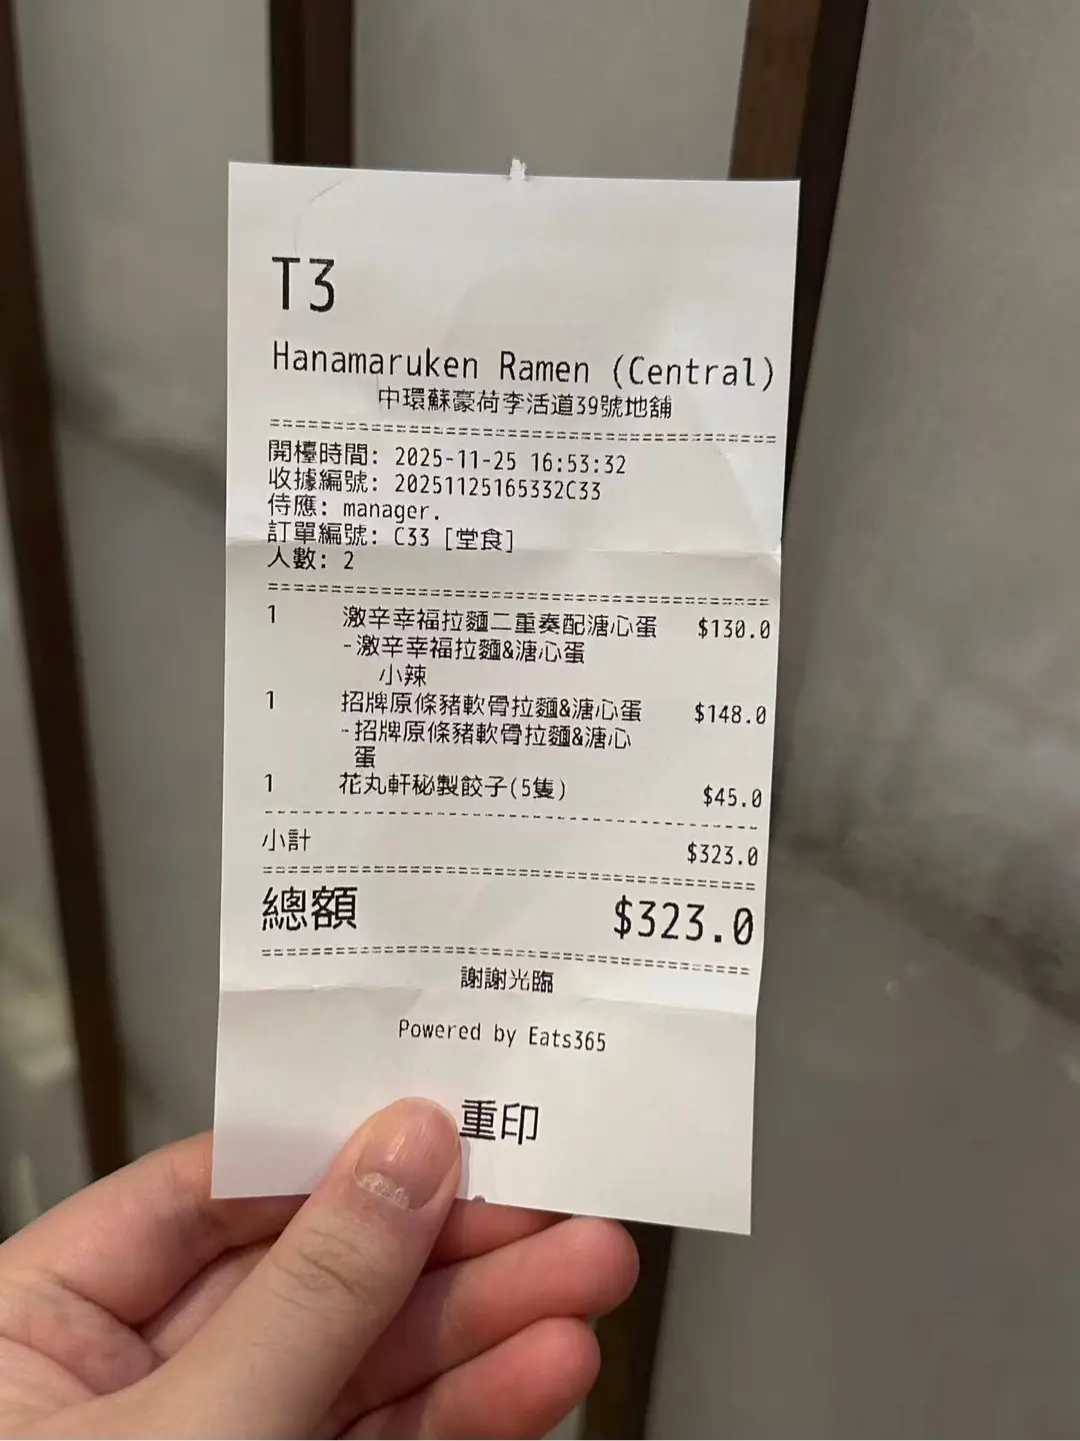 T3
Hanamaruken Ramen (Central)
中環蘇豪荷李活道39號地舖
開檯時間: 2025-11-25 16:53:32
收據編號: 20251125165332C33
侍應: manager.
訂單編號: C33 [堂食]
人數: 2
1 激辛幸福拉麵二重奏配溏心蛋 $130.0
-激辛幸福拉麵&溏心蛋
小辣
1 招牌原條豬軟骨拉麵&溏心蛋 $148.0
-招牌原條豬軟骨拉麵&溏心
蛋
1 花丸軒秘製餃子(5隻) $45.0
小計 $323.0
總額 $323.0
謝謝光臨
Powered by Eats365
重印